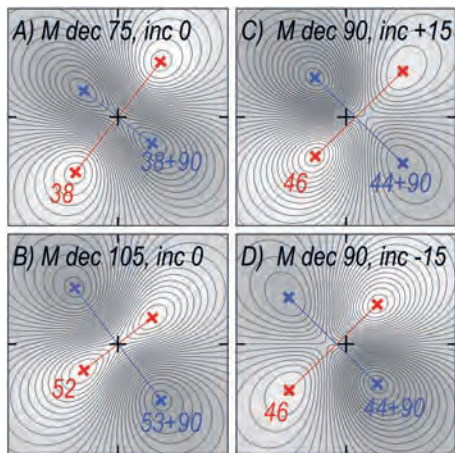 A) M dec 75, inc 0
38+90
38
C) M dec 90, inc +15
46
44+90
B) M dec 105, inc 0
52
53+90
D) M dec 90, inc -15
46
44+90